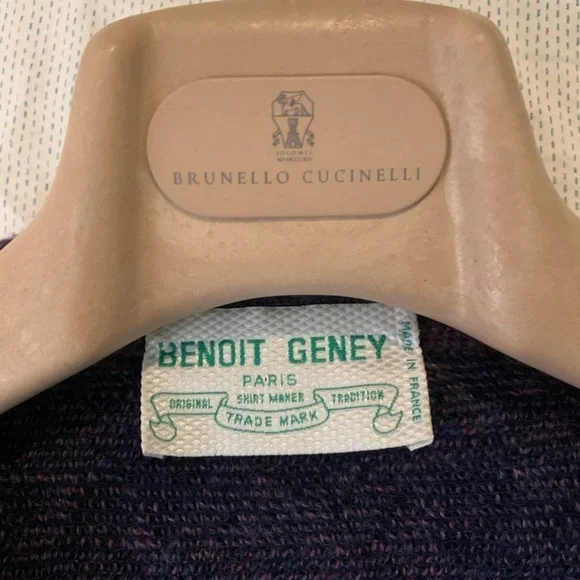 BRUNELLO CUCINELLI
BENOIT GENEY
PARIS
ORIGINAL SHIRT MAKER TRADITION
TRADE MARK
MADE IN FRANCE